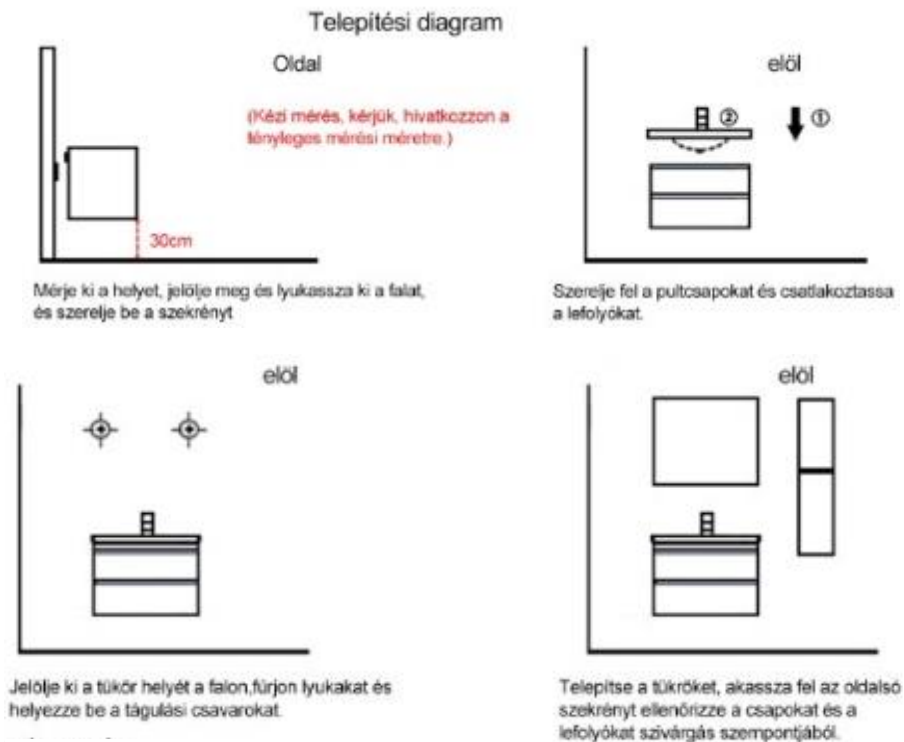 Telepítési diagram
Oldal
(Kézi mérés, kérjük, hivatkozzon a
tényleges mérési méretre.)
30cm
Mérje ki a helyet, jelölje meg és lyukassza ki a falat,
és szerelje be a szekrényt
elöl
② ①
Szerelje fel a pultcsapokat és csatlakoztassa
a lefolyókat.
elöl
Jelölje ki a tükör helyét a falon,fúrjon lyukakat és
helyezze be a tágulási csavarokat.
elöl
Telepítse a tükröket, akassza fel az oldalsó
szekrényt ellenőrizze a csapokat és a
lefolyókat szivárgás szempontjából.